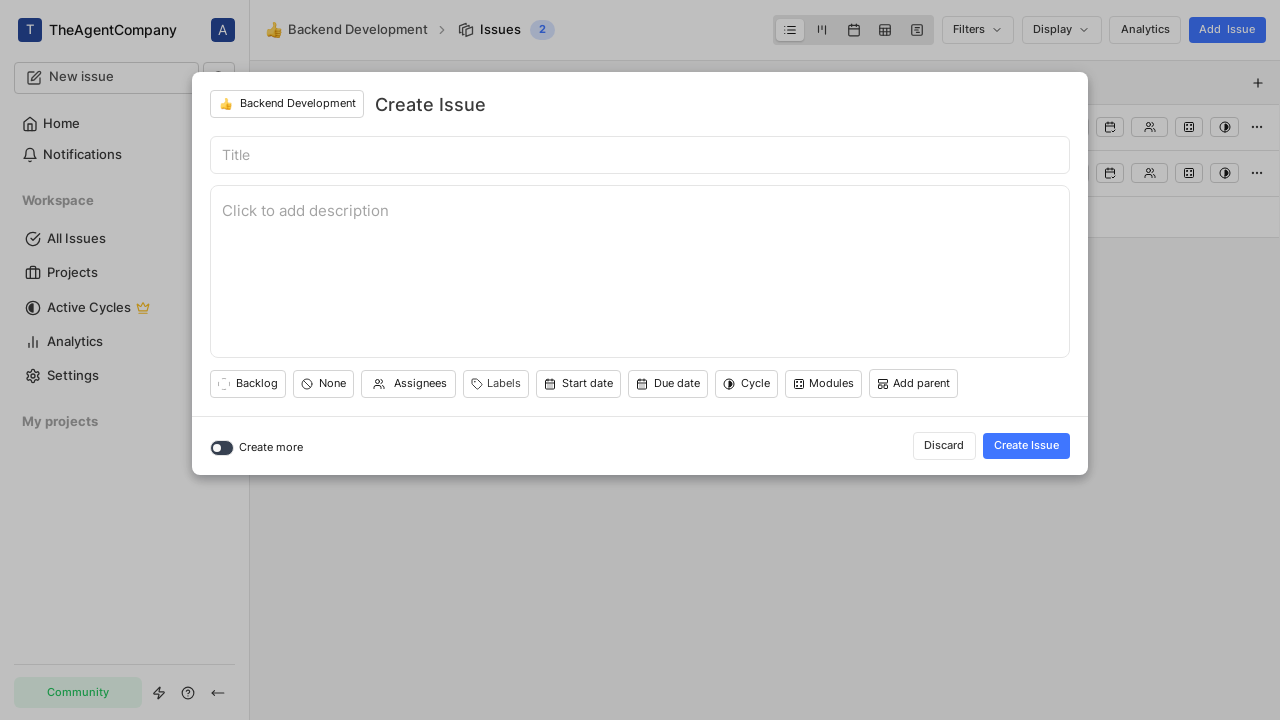 T TheAgentCompany A
👍 Backend Development > Issues 2
Filters Display Analytics Add Issue
New issue
Home
Notifications
Workspace
All Issues
Projects
Active Cycles
Analytics
Settings
My projects
👍 Backend Development Create Issue
Title
Click to add description
Backlog None Assignees Labels Start date Due date Cycle Modules Add parent
Create more Discard Create Issue
Community